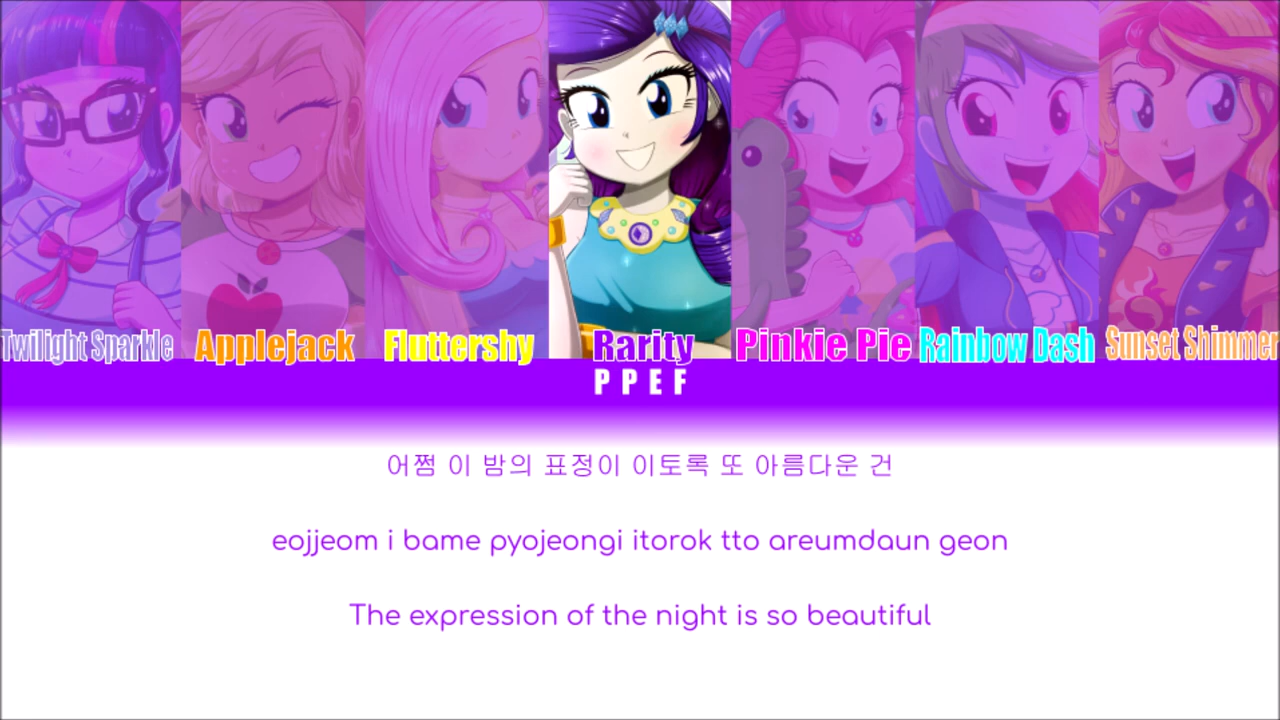 Twilight Sparkle Applejack Fluttershy Rarity Pinkie Pie Rainbow Dash Sunset Shimmer
PPEF
어쩜 이 밤의 표정이 이토록 또 아름다운 건
eojjeom i bame pyojeongi itorok tto areumdaun geon
The expression of the night is so beautiful